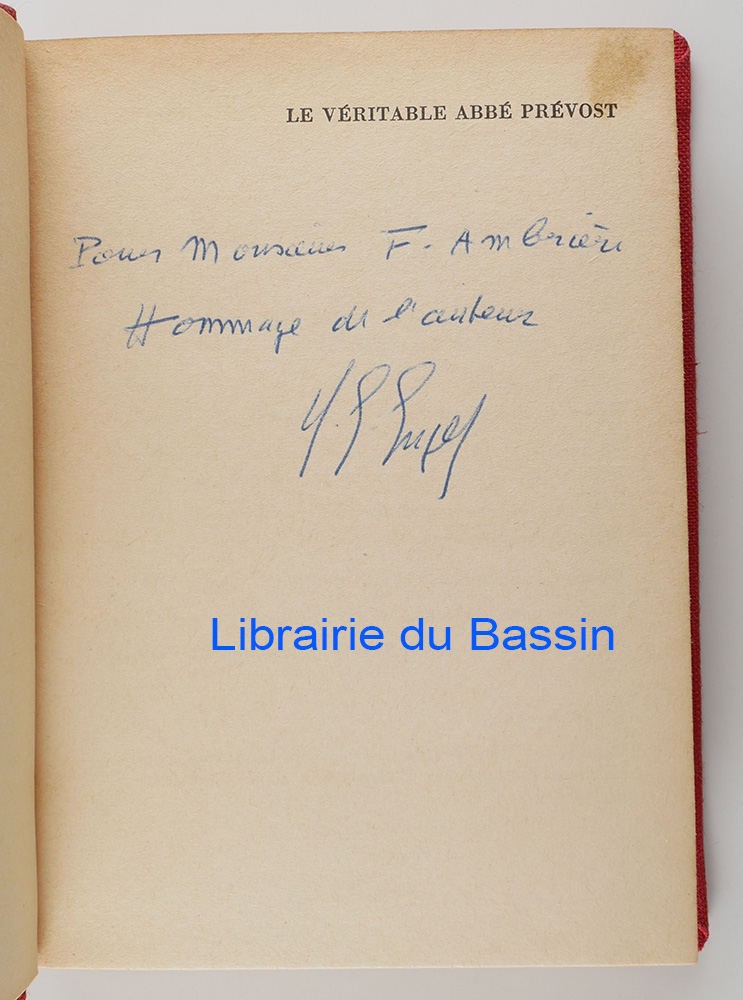 LE VÉRITABLE ABBÉ PRÉVOST
Pour Monsieur F. Ambrière
Hommage de l'auteur
Librairie du Bassin